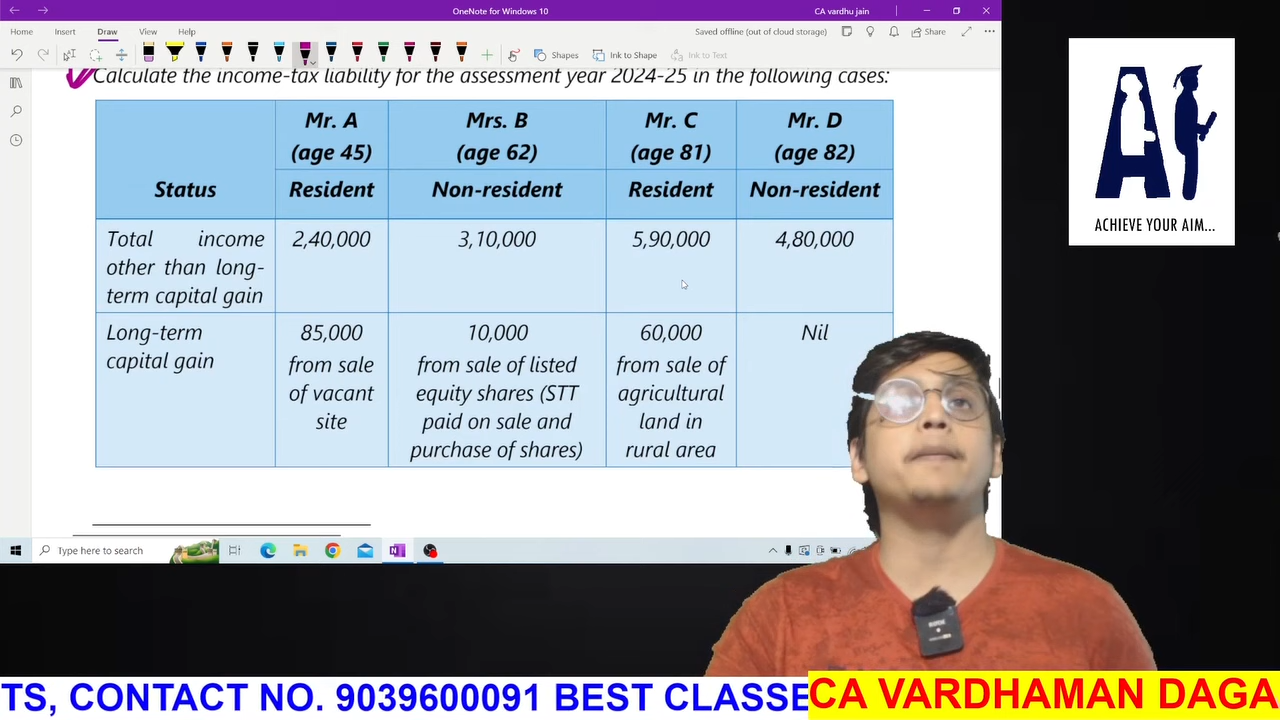 OneNote for Windows 10
CA vardhu jain
Home Insert Draw View Help
Saved offline (out of cloud storage)
Share
Shapes
Ink to Shape
Ink to Text
Calculate the income-tax liability for the assessment year 2024-25 in the following cases:
Status
Mr. A
(age 45)
Mrs. B
(age 62)
Mr. C
(age 81)
Mr. D
(age 82)
Resident
Non-resident
Resident
Non-resident
Total income
other than long-
term capital gain
2,40,000
3,10,000
5,90,000
4,80,000
Long-term
capital gain
85,000
from sale
of vacant
site
10,000
from sale of listed
equity shares (STT
paid on sale and
purchase of shares)
60,000
from sale of
agricultural
land in
rural area
Nil
Type here to search
AI
ACHIEVE YOUR AIM...
TS, CONTACT NO. 9039600091 BEST CLASSE
CA VARDHAMAN DAGA